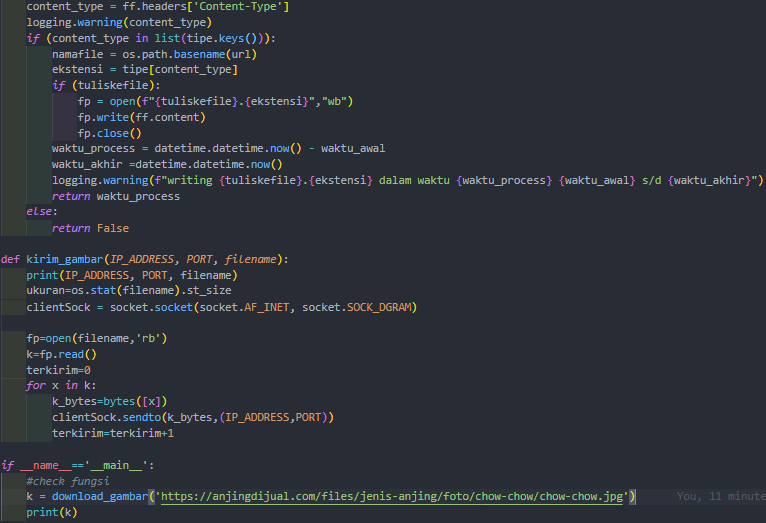 content_type = ff.headers['Content-Type']
logging.warning(content_type)
if (content_type in list(tipe.keys())):
namafile = os.path.basename(url)
ekstensi = tipe[content_type]
if (tuliskefile):
fp = open(f"{tuliskefile}.{ekstensi}","wb")
fp.write(ff.content)
fp.close()
waktu_process = datetime.datetime.now() - waktu_awal
waktu_akhir =datetime.datetime.now()
logging.warning(f"writing {tuliskefile}.{ekstensi} dalam waktu {waktu_process} {waktu_awal} s/d {waktu_akhir}")
return waktu_process
else:
return False
def kirim_gambar(IP_ADDRESS, PORT, filename):
print(IP_ADDRESS, PORT, filename)
ukuran=os.stat(filename).st_size
clientSock = socket.socket(socket.AF_INET, socket.SOCK_DGRAM)
fp=open(filename,'rb')
k=fp.read()
terkirim=0
for x in k:
k_bytes=bytes([x])
clientSock.sendto(k_bytes,(IP_ADDRESS,PORT))
terkirim=terkirim+1
if __name__=='__main__':
#check fungsi
k = download_gambar('https://anjingdijual.com/files/jenis-anjing/foto/chow-chow/chow-chow.jpg') You, 11 minute
print(k)